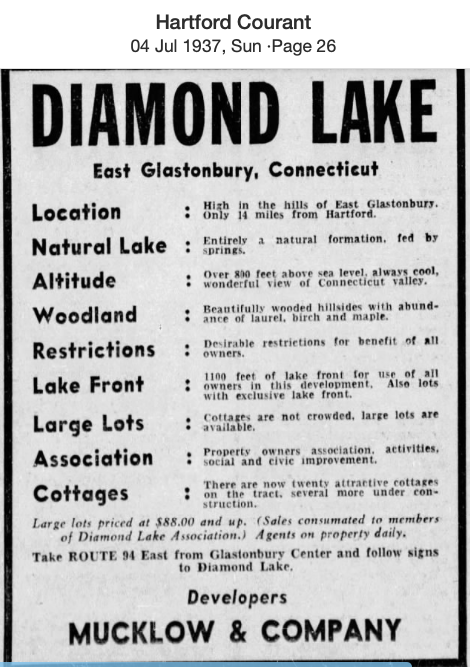 Hartford Courant
04 Jul 1937, Sun ·Page 26
DIAMOND LAKE
East Glastonbury, Connecticut
Location : High in the hills of East Glastonbury.
Only 14 miles from Hartford.
Natural Lake : Entirely a natural formation, fed by
springs.
Altitude : Over 800 feet above sea level, always cool,
wonderful view of Connecticut valley.
Woodland : Beautifully wooded hillsides with abund-
ance of laurel, birch and maple.
Restrictions : Desirable restrictions for benefit of all
owners.
Lake Front : 1100 feet of lake front for use of all
owners in this development. Also lots
with exclusive lake front.
Large Lots : Cottages are not crowded, large lots are
available.
Association : Property owners association, activities,
social and civic improvement.
Cottages : There are now twenty attractive cottages
on the tract, several more under con-
struction.
Large lots priced at $88.00 and up. (Sales consumated to members
of Diamond Lake Association.) Agents on property daily.
Take ROUTE 94 East from Glastonbury Center and follow signs
to Diamond Lake.
Developers
MUCKLOW & COMPANY